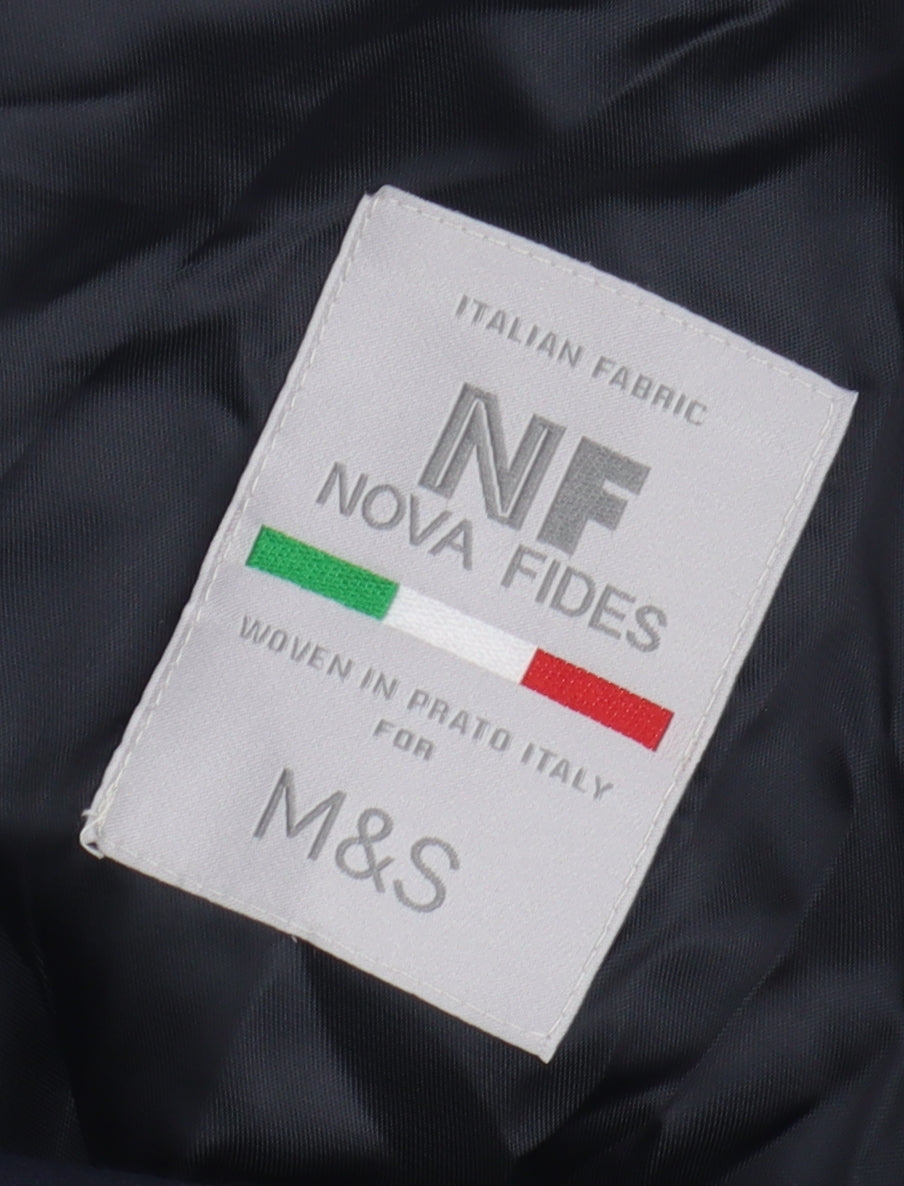 ITALIAN FABRIC
NF
NOVA FIDES
WOVEN IN PRATO ITALY
FOR
M&S